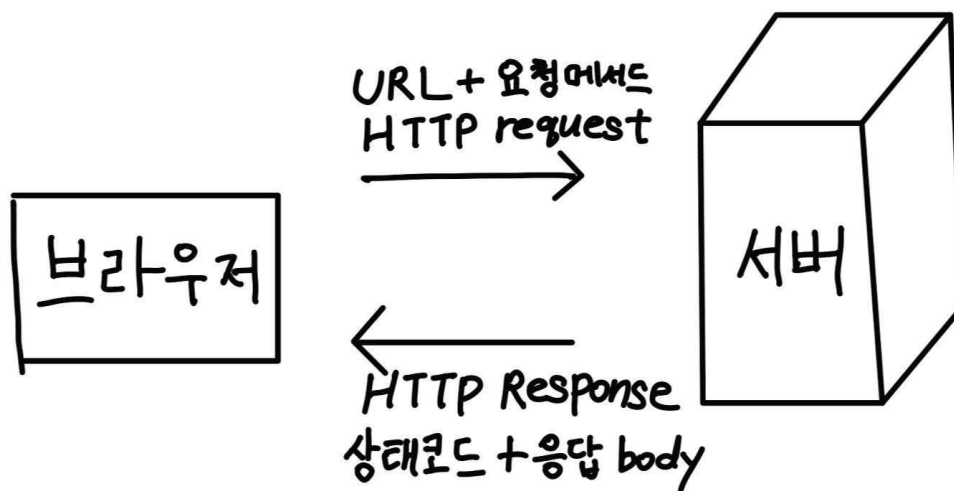 URL + 요청메서드
HTTP request
브라우저
서버
HTTP Response
상태코드 + 응답 body